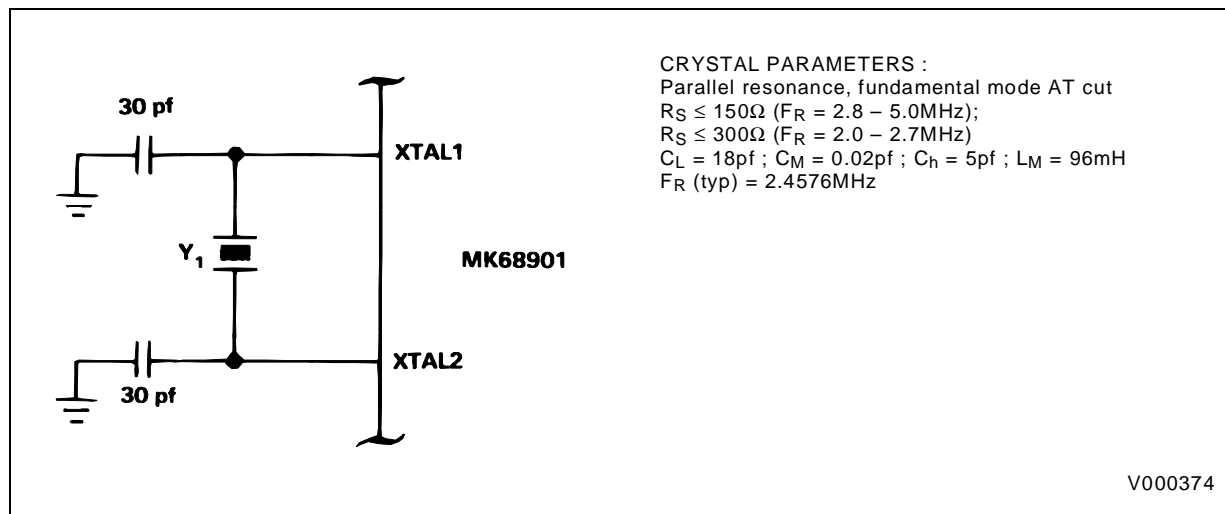 30 pf
XTAL1
Y1
MK68901
XTAL2
30 pf
CRYSTAL PARAMETERS :
Parallel resonance, fundamental mode AT cut
RS ≤ 150Ω (FR = 2.8 – 5.0MHz);
RS ≤ 300Ω (FR = 2.0 – 2.7MHz)
CL = 18pf ; CM = 0.02pf ; Ch = 5pf ; LM = 96mH
FR (typ) = 2.4576MHz
V000374